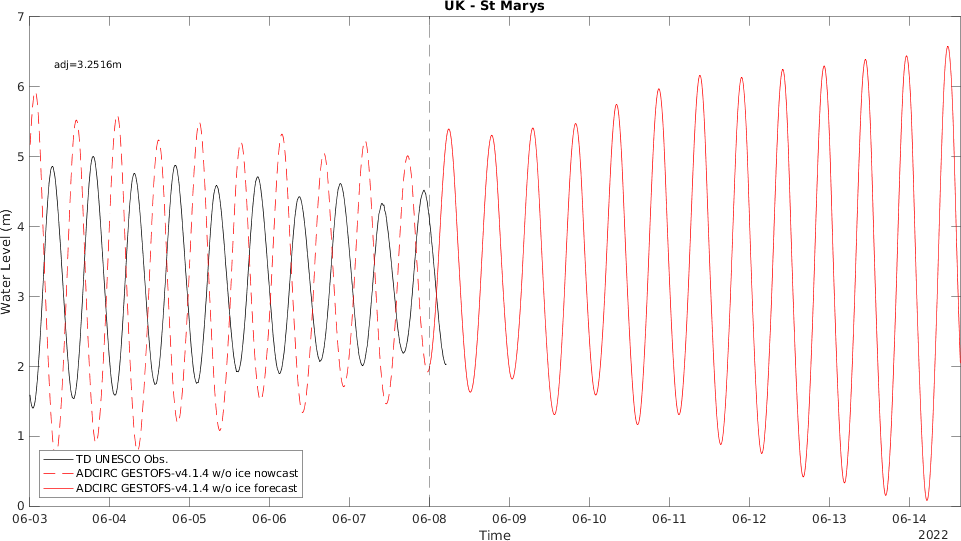 UK - St Marys
adj=3.2516m
Water Level (m)
7
6
5
4
3
2
1
0
TD UNESCO Obs.
ADCIRC GESTOFS-v4.1.4 w/o ice nowcast
ADCIRC GESTOFS-v4.1.4 w/o ice forecast
06-03 06-04 06-05 06-06 06-07 06-08 06-09 06-10 06-11 06-12 06-13 06-14
Time
2022